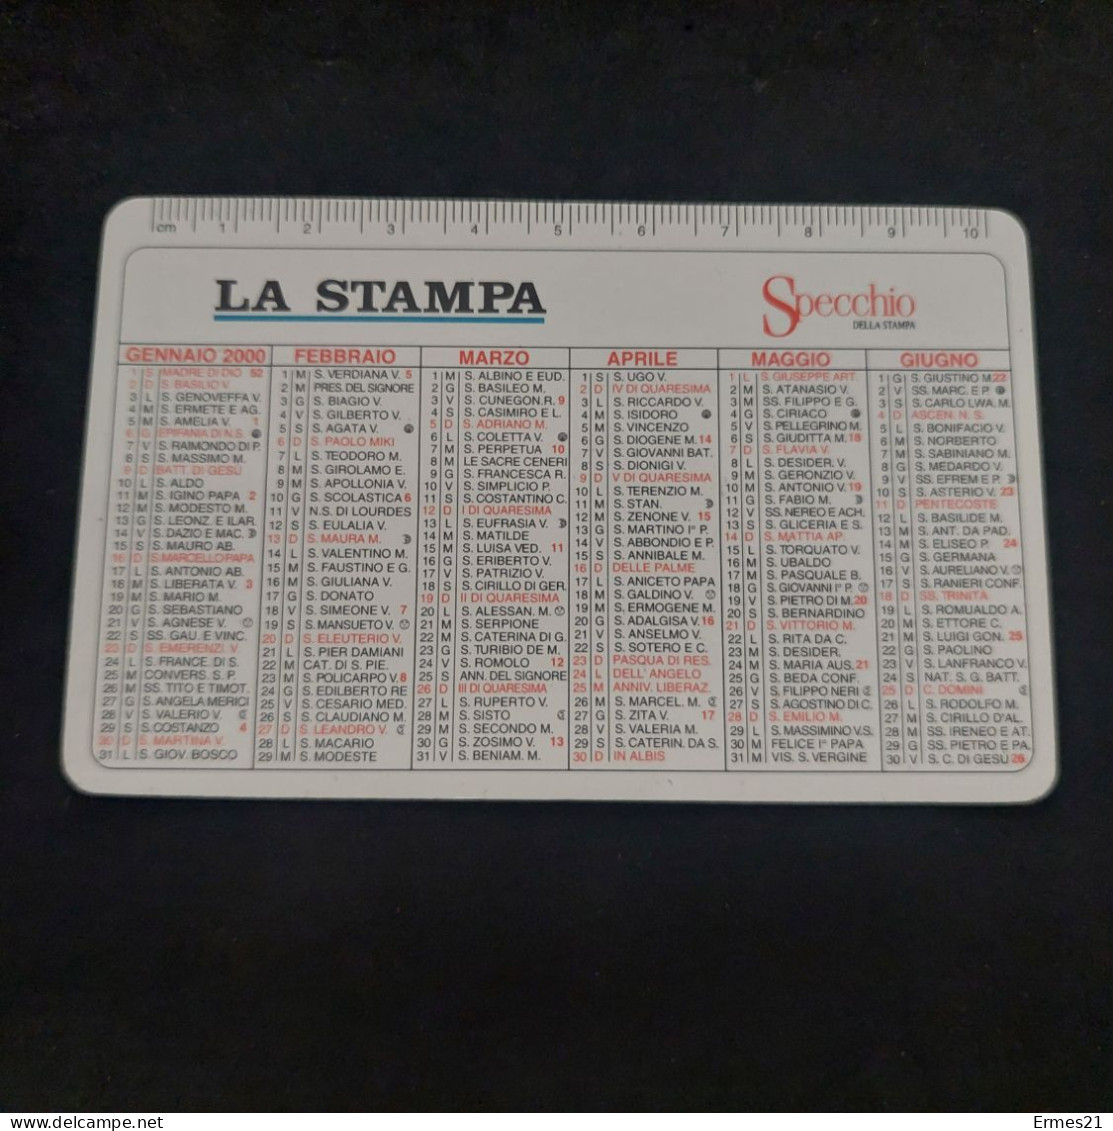 cm 1 2 3 4 5 6 7 8 9 10
LA STAMPA
Specchio
DELLA STAMPA
GENNAIO 2000
1 S MADRE DI DIO 52
2 D S. BASILIO V.
3 L S. GENOVEFFA V.
4 M S. ERMETE E AG.
5 M S. AMELIA V. 1
6 G EPIFANIA DI N.S.
7 V S. RAIMONDO DI P.
8 S S. MASSIMO M.
9 D BATT. DI GESÙ
10 L S. ALDO
11 M S. IGINO PAPA 2
12 M S. MODESTO M.
13 G S. LEONZ. E ILAR.
14 V S. DAZIO E MAC.
15 S S. MAURO AB.
16 D S. MARCELLO PAPA
17 L S. ANTONIO AB.
18 M S. LIBERATA V. 3
19 M S. MARIO M.
20 G S. SEBASTIANO
21 V S. AGNESE V.
22 S SS. GAU. E VINC.
23 D S. EMERENZI. V.
24 L S. FRANCE. DI S.
25 M CONVERS. S. P.
26 M SS. TITO E TIMOT.
27 G S. ANGELA MERICI
28 V S. VALERIO V.
29 S S. COSTANZO 4
30 D S. MARTINA V.
31 L S. GIOV. BOSCO
FEBBRAIO
1 M S. VERDIANA V. 5
2 M PRES. DEL SIGNORE
3 G S. BIAGIO V.
4 V S. GILBERTO V.
5 S S. AGATA V.
6 D S. PAOLO MIKI
7 L S. TEODORO M.
8 M S. GIROLAMO E.
9 M S. APOLLONIA V.
10 G S. SCOLASTICA 6
11 V N.S. DI LOURDES
12 S S. EULALIA V.
13 D S. MAURA M.
14 L S. VALENTINO M.
15 M S. FAUSTINO E G.
16 M S. GIULIANA V.
17 G S. DONATO
18 V S. SIMEONE V. 7
19 S S. MANSUETO V.
20 D S. ELEUTERIO V.
21 L S. PIER DAMIANI
22 M CAT. DI S. PIE.
23 M S. POLICARPO V. 8
24 G S. EDILBERTO RE
25 V S. CESARIO MED.
26 S S. CLAUDIANO M.
27 D S. LEANDRO V.
28 L S. MACARIO
29 M S. MODESTE
MARZO
1 M S. ALBINO E EUD.
2 G S. BASILEO M.
3 V S. CUNEGON. R. 9
4 S S. CASIMIRO E L.
5 D S. ADRIANO M.
6 L S. COLETTA V.
7 M S. PERPETUA 10
8 M LE SACRE CENERI
9 G S. FRANCESCA R.
10 V S. SIMPLICIO P.
11 S S. COSTANTINO C.
12 D I DI QUARESIMA
13 L S. EUFRASIA V.
14 M S. MATILDE
15 M S. LUISA VED. 11
16 G S. ERIBERTO V.
17 V S. PATRIZIO V.
18 S S. CIRILLO DI GER.
19 D II DI QUARESIMA
20 L S. ALESSAN. M.
21 M S. SERPIONE
22 M S. CATERINA DI G.
23 G S. TURIBIO DE M.
24 V S. ROMOLO 12
25 S ANN. DEL SIGNORE
26 D III DI QUARESIMA
27 L S. RUPERTO V.
28 M S. SISTO
29 M S. SECONDO M.
30 G S. ZOSIMO V. 13
31 V S. BENIAM. M.
APRILE
1 S S. UGO V.
2 D IV DI QUARESIMA
3 L S. RICCARDO V.
4 M S. ISIDORO
5 M S. VINCENZO
6 G S. DIOGENE M. 14
7 V S. GIOVANNI BAT.
8 S S. DIONIGI V.
9 D V DI QUARESIMA
10 L S. TERENZIO M.
11 M S. STAN.
12 M S. ZENONE V. 15
13 G S. MARTINO I° P.
14 V S. ABBONDIO E P.
15 S S. ANNIBALE M.
16 D DELLE PALME
17 L S. ANICETO PAPA
18 M S. GALDINO V.
19 M S. ERMOGENE M.
20 G S. ADALGISA V. 16
21 V S. ANSELMO V.
22 S S. SOTERO E C.
23 D PASQUA DI RES.
24 L DELL' ANGELO
25 M ANNIV. LIBERAZ.
26 M S. MARCEL. M.
27 G S. ZITA V. 17
28 V S. VALERIA M.
29 S S. CATERIN. DA S.
30 D IN ALBIS
MAGGIO
1 L S. GIUSEPPE ART.
2 M S. ATANASIO V.
3 M SS. FILIPPO E G.
4 G S. CIRIACO
5 V S. PELLEGRINO M.
6 S S. GIUDITTA M. 18
7 D S. FLAVIA V.
8 L S. DESIDER. V.
9 M S. GERONZIO V.
10 M S. ANTONIO V. 19
11 G S. FABIO M.
12 V SS. NEREO E ACH.
13 S S. GLICERIA E S.
14 D S. MATTIA AP.
15 L S. TORQUATO V.
16 M S. UBALDO
17 M S. PASQUALE B.
18 G S. GIOVANNI I° P.
19 V S. PIETRO DI M. 20
20 S S. BERNARDINO
21 D S. VITTORIO M.
22 L S. RITA DA C.
23 M S. DESIDER.
24 M S. MARIA AUS. 21
25 G S. BEDA CONF.
26 V S. FILIPPO NERI
27 S S. AGOSTINO DI C.
28 D S. EMILIO M.
29 L S. MASSIMINO V.S.
30 M FELICE I° PAPA
31 M VIS. S. VERGINE
GIUGNO
1 G S. GIUSTINO M. 22
2 V SS. MARC. E P.
3 S S. CARLO LWA. M.
4 D ASCEN. N. S.
5 L S. BONIFACIO V.
6 M S. NORBERTO
7 M S. SABINIANO M.
8 G S. MEDARDO V.
9 V SS. EFREM E P.
10 S S. ASTERIO V. 23
11 D PENTECOSTE
12 L S. BASILIDE M.
13 M S. ANT. DA PAD.
14 M S. ELISEO P. 24
15 G S. GERMANA
16 V S. AURELIANO V.
17 S S. RANIERI CONF.
18 D SS. TRINITÀ
19 L S. ROMUALDO A.
20 M S. ETTORE C.
21 M S. LUIGI GON. 25
22 G S. PAOLINO
23 V S. LANFRANCO V.
24 S NAT. S. G. BATT.
25 D C. DOMINI
26 L S. RODOLFO M.
27 M S. CIRILLO D'AL.
28 M SS. IRENEO E AT.
29 G SS. PIETRO E PA.
30 V S. C. DI GESÙ 26
Delcampe.net
Ermes21